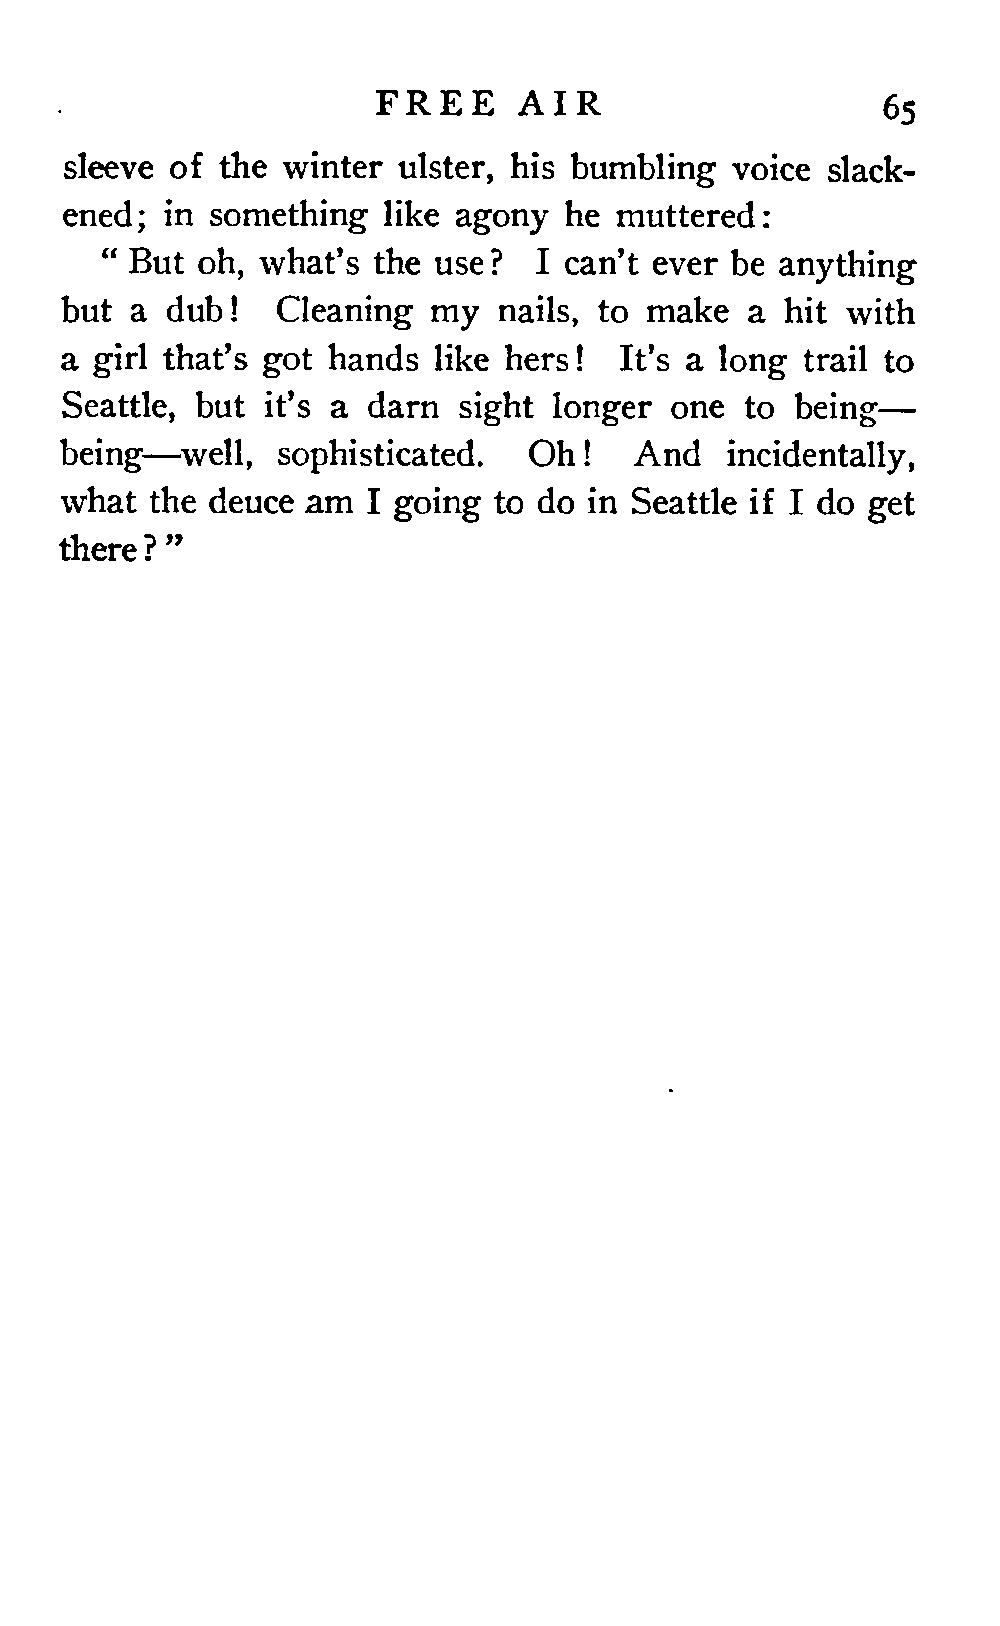 FREE AIR 65
sleeve of the winter ulster, his bumbling voice slack-
ened; in something like agony he muttered:
“ But oh, what's the use? I can't ever be anything
but a dub! Cleaning my nails, to make a hit with
a girl that's got hands like hers! It's a long trail to
Seattle, but it's a darn sight longer one to being—
being—well, sophisticated. Oh! And incidentally,
what the deuce am I going to do in Seattle if I do get
there?”